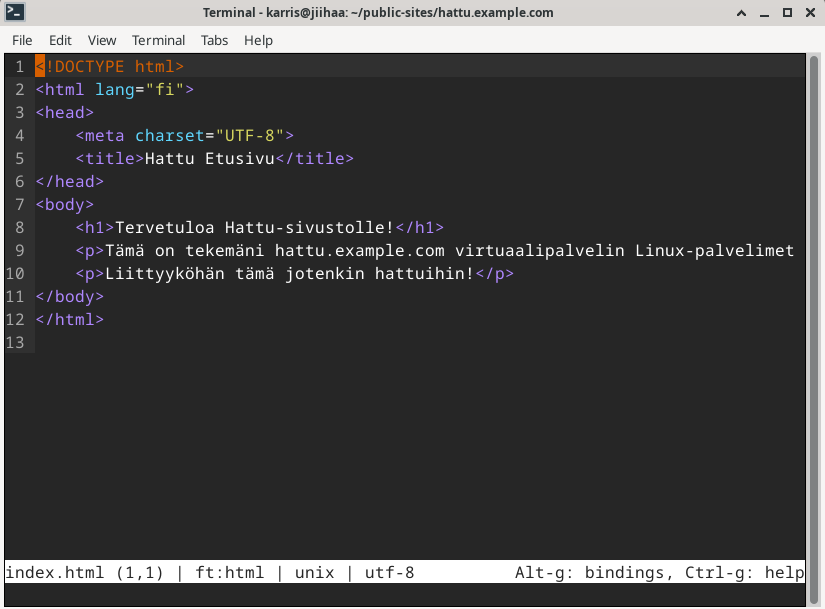 Terminal - karris@jiihaa: ~/public-sites/hattu.example.com
File Edit View Terminal Tabs Help
1 <!DOCTYPE html>
2 <html lang="fi">
3 <head>
4     <meta charset="UTF-8">
5     <title>Hattu Etusivu</title>
6 </head>
7 <body>
8     <h1>Tervetuloa Hattu-sivustolle!</h1>
9     <p>Tämä on tekemäni hattu.example.com virtuaalipalvelin Linux-palvelimet
10     <p>Liittyyköhän tämä jotenkin hattuihin!</p>
11 </body>
12 </html>
13
index.html (1,1) | ft:html | unix | utf-8 Alt-g: bindings, Ctrl-g: help